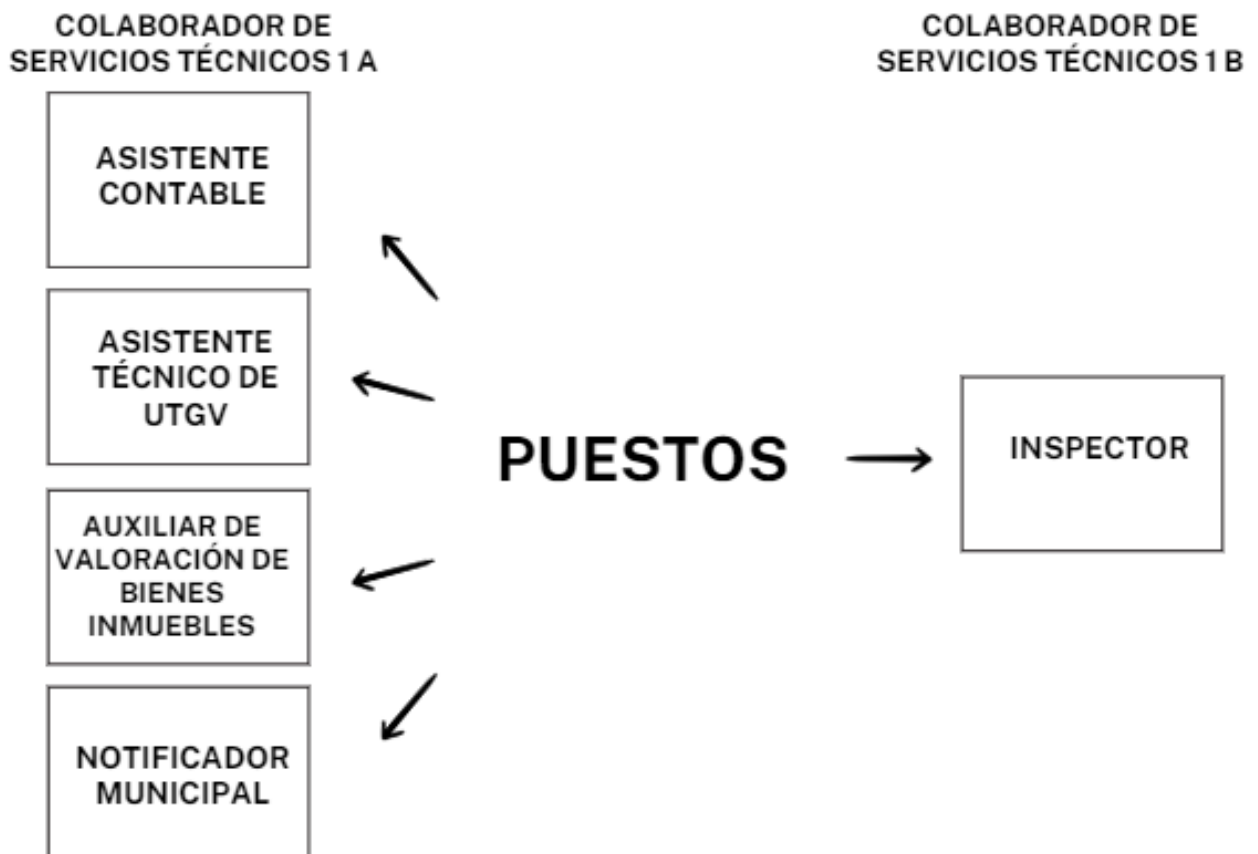 COLABORADOR DE
SERVICIOS TÉCNICOS 1 A
ASISTENTE
CONTABLE
ASISTENTE
TÉCNICO DE
UTGV
AUXILIAR DE
VALORACIÓN DE
BIENES
INMUEBLES
NOTIFICADOR
MUNICIPAL
PUESTOS
COLABORADOR DE
SERVICIOS TÉCNICOS 1 B
INSPECTOR